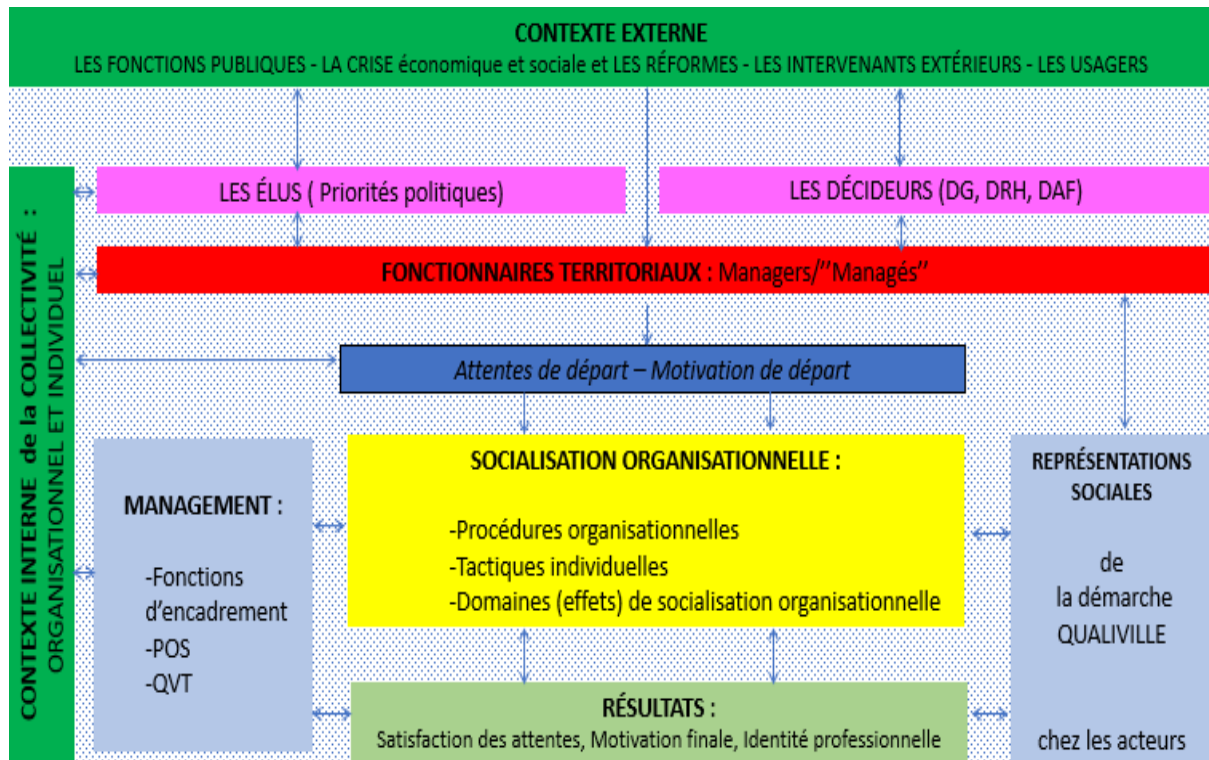 CONTEXTE EXTERNE
LES FONCTIONS PUBLIQUES - LA CRISE économique et sociale et LES RÉFORMES - LES INTERVENANTS EXTÉRIEURS - LES USAGERS
CONTEXTE INTERNE de la COLLECTIVITÉ :
ORGANISATIONNEL ET INDIVIDUEL
LES ÉLUS ( Priorités politiques)
LES DÉCIDEURS (DG, DRH, DAF)
FONCTIONNAIRES TERRITORIAUX : Managers/’’Managés’’
Attentes de départ – Motivation de départ
MANAGEMENT :
-Fonctions
d’encadrement
-POS
-QVT
SOCIALISATION ORGANISATIONNELLE :
-Procédures organisationnelles
-Tactiques individuelles
-Domaines (effets) de socialisation organisationnelle
REPRÉSENTATIONS
SOCIALES
de
la démarche
QUALIVILLE
chez les acteurs
RÉSULTATS :
Satisfaction des attentes, Motivation finale, Identité professionnelle